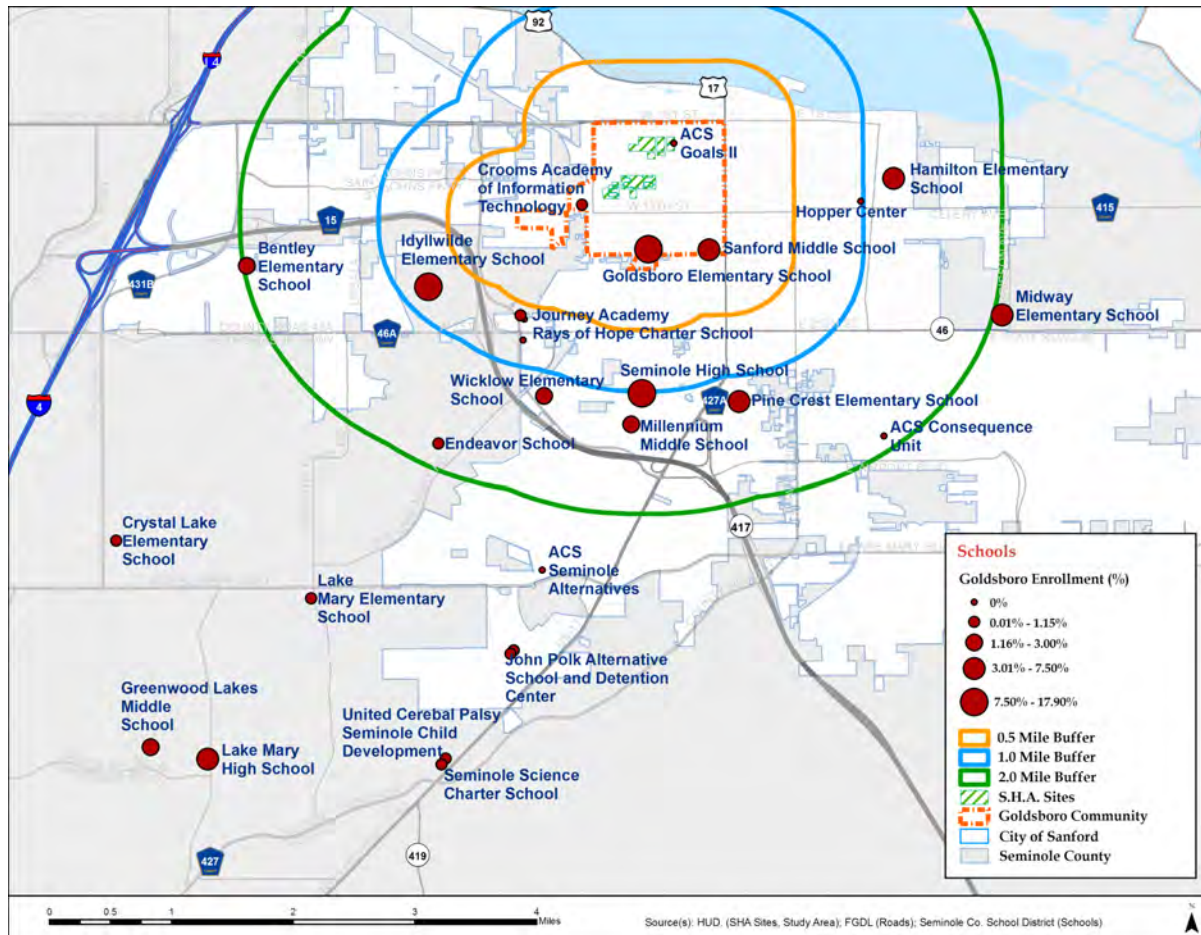 92
I 4
17
W 1ST ST
E 1ST
ACS
Goals II
Crooms Academy
of Information
Technology
Hamilton Elementary
School
W 13TH ST
Hopper Center
415
15
Idyllwilde
Elementary School
Sanford Middle School
Bentley
Elementary
School
Goldsboro Elementary School
431B
Midway
Elementary School
Journey Academy
46A
Rays of Hope Charter School
46
Seminole High School
Wicklow Elementary
School
427A
Pine Crest Elementary School
4
Millennium
Middle School
ACS Consequence
Unit
Endeavor School
417
Crystal Lake
Elementary
School
ACS
Seminole
Alternatives
Lake
Mary Elementary
School
John Polk Alternative
School and Detention
Center
Greenwood Lakes
Middle
School
United Cerebal Palsy
Seminole Child
Development
Lake Mary
High School
Seminole Science
Charter School
427
419
Schools
Goldsboro Enrollment (%)
0%
0.01% - 1.15%
1.16% - 3.00%
3.01% - 7.50%
7.50% - 17.90%
0.5 Mile Buffer
1.0 Mile Buffer
2.0 Mile Buffer
S.H.A. Sites
Goldsboro Community
City of Sanford
Seminole County
0 0.5 1 2 3 4
Miles
Source(s): HUD. (SHA Sites, Study Area); FGDL (Roads); Seminole Co. School District (Schools)